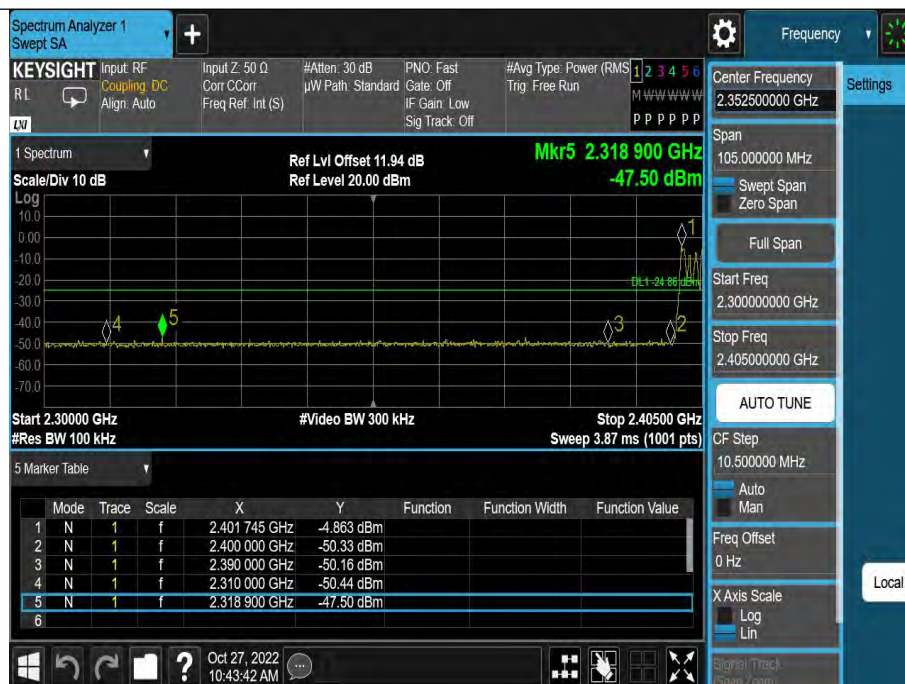 Spectrum Analyzer 1
Swept SA
+
Frequency
KEYSIGHT
RL
LXI
Input: RF
Coupling: DC
Align: Auto
Input Z: 50 Ω
Corr CCorr
Freq Ref: Int (S)
#Atten: 30 dB
µW Path: Standard
PNO: Fast
Gate: Off
IF Gain: Low
Sig Track: Off
#Avg Type: Power (RMS
Trig: Free Run
1 2 3 4 5 6
M W W W W W
P P P P P P
1 Spectrum
Scale/Div 10 dB
Ref Lvl Offset 11.94 dB
Ref Level 20.00 dBm
Mkr5 2.318 900 GHz
-47.50 dBm
Log
10.0
0.00
-10.0
-20.0
-30.0
-40.0
-50.0
-60.0
-70.0
DL1 -24.86 dBm
1
2
3
4
5
Start 2.30000 GHz
#Res BW 100 kHz
#Video BW 300 kHz
Stop 2.40500 GHz
Sweep 3.87 ms (1001 pts)
5 Marker Table
Mode Trace Scale X Y Function Function Width Function Value
1 N 1 f 2.401 745 GHz -4.863 dBm
2 N 1 f 2.400 000 GHz -50.33 dBm
3 N 1 f 2.390 000 GHz -50.16 dBm
4 N 1 f 2.310 000 GHz -50.44 dBm
5 N 1 f 2.318 900 GHz -47.50 dBm
6
?
Oct 27, 2022
10:43:42 AM
Center Frequency
2.352500000 GHz
Settings
Span
105.000000 MHz
Swept Span
Zero Span
Full Span
Start Freq
2.300000000 GHz
Stop Freq
2.405000000 GHz
AUTO TUNE
CF Step
10.500000 MHz
Auto
Man
Freq Offset
0 Hz
Local
X Axis Scale
Log
Lin
Signal Track
(Span Zoom)